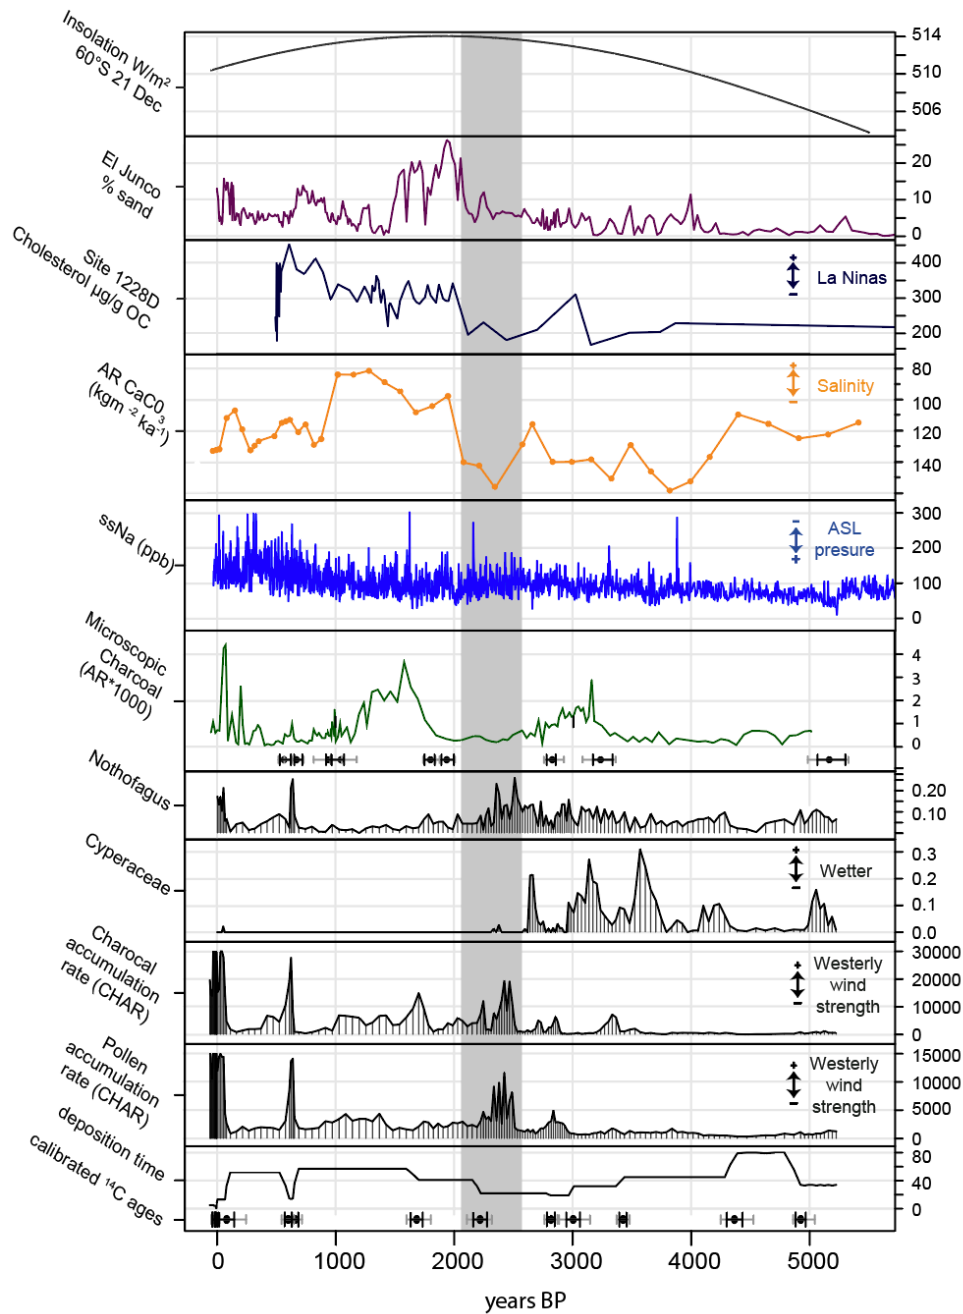 Insolation W/m²
60°S 21 Dec
514
510
506
El Junco
% sand
20
10
0
Site 1228D
Cholesterol µg/g OC
400
300
200
+
-
La Ninas
AR CaC0₃
(kgm ⁻² ka⁻¹)
80
100
120
140
+
-
Salinity
ssNa (ppb)
300
200
100
0
-
+
ASL
presure
Microscopic
Charcoal
(AR*1000)
4
3
2
1
0
Nothofagus
0.20
0.10
Cyperaceae
0.3
0.2
0.1
0.0
+
-
Wetter
Charocal
accumulation
rate (CHAR)
30000
20000
10000
0
+
-
Westerly
wind
strength
Pollen
accumulation
rate (CHAR)
15000
10000
5000
0
+
-
Westerly
wind
strength
deposition time
80
40
0
calibrated ¹⁴C ages
0 1000 2000 3000 4000 5000
years BP